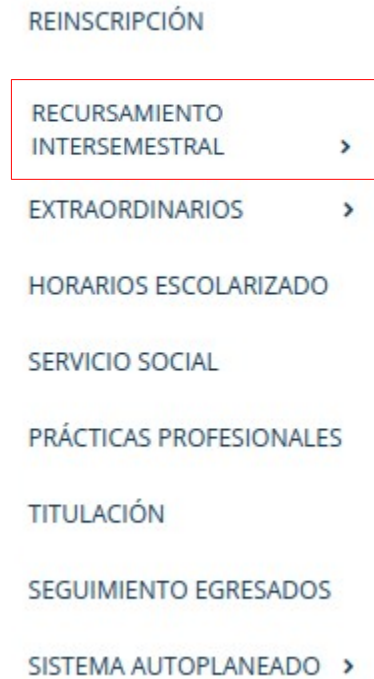 REINSCRIPCIÓN
RECURSAMIENTO
INTERSEMESTRAL
EXTRAORDINARIOS
HORARIOS ESCOLARIZADO
SERVICIO SOCIAL
PRÁCTICAS PROFESIONALES
TITULACIÓN
SEGUIMIENTO EGRESADOS
SISTEMA AUTOPLANEADO